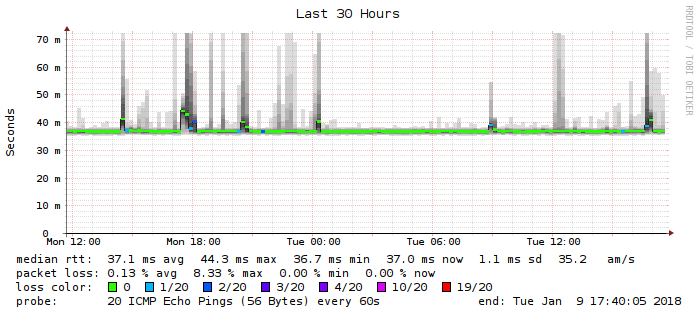 Last 30 Hours
RRDTOOL / TOBI OETIKER
Seconds
70 m
60 m
50 m
40 m
30 m
20 m
10 m
0
Mon 12:00 Mon 18:00 Tue 00:00 Tue 06:00 Tue 12:00
median rtt: 37.1 ms avg 44.3 ms max 36.7 ms min 37.0 ms now 1.1 ms sd 35.2 am/s
packet loss: 0.13 % avg 8.33 % max 0.00 % min 0.00 % now
loss color: 0 1/20 2/20 3/20 4/20 10/20 19/20
probe: 20 ICMP Echo Pings (56 Bytes) every 60s end: Tue Jan 9 17:40:05 2018